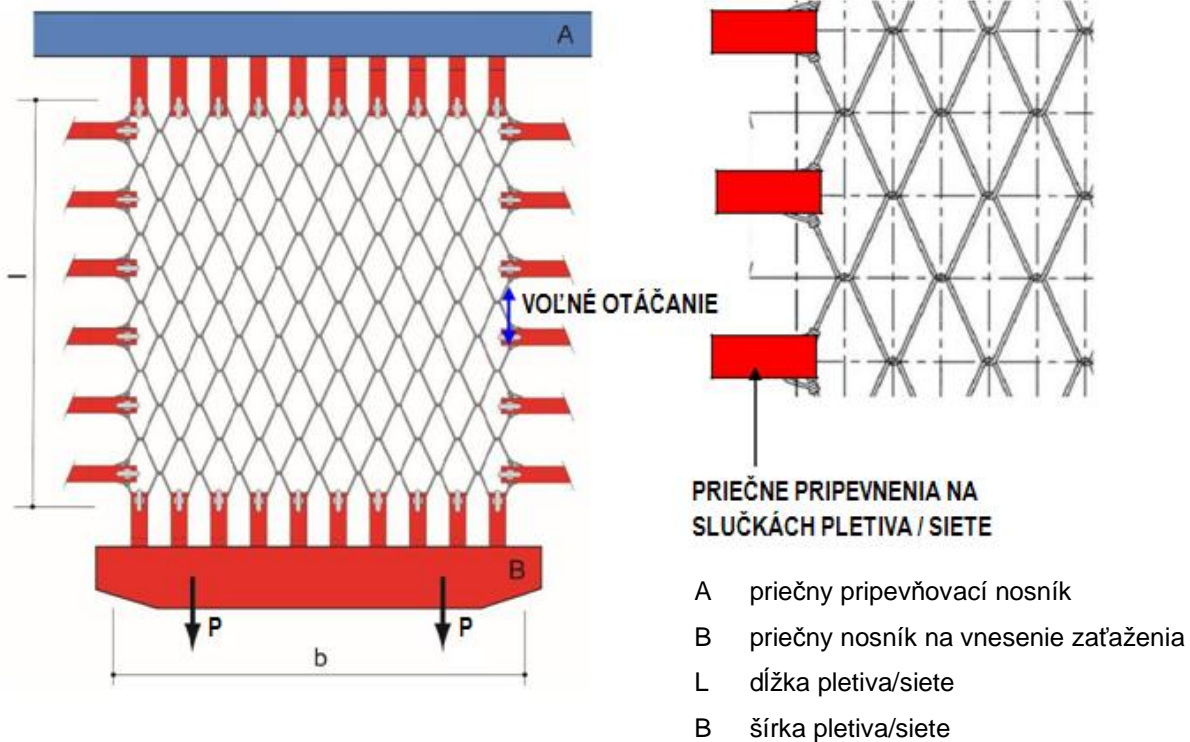 A
l
VOĽNÉ OTÁČANIE
B
P
P
b
PRIEČNE PRIPEVNENIA NA
SLUČKÁCH PLETIVA / SIETE
A priečny pripevňovací nosník
B priečny nosník na vnesenie zaťaženia
L dĺžka pletiva/siete
B šírka pletiva/siete